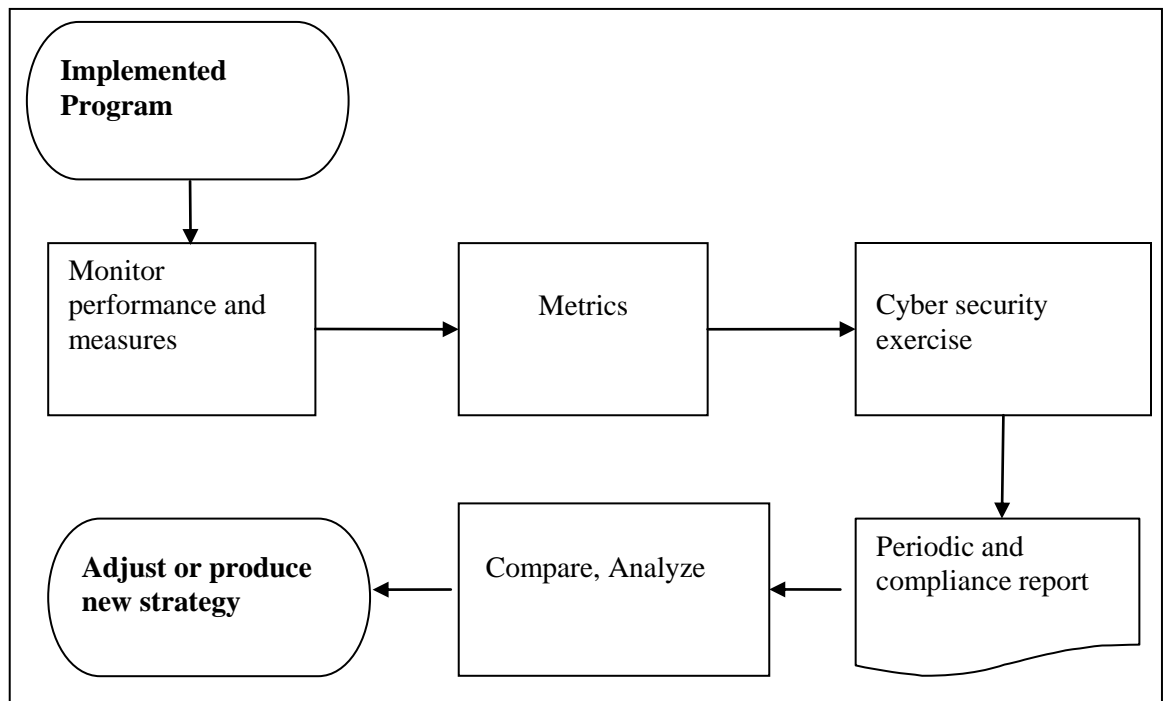 Implemented
Program
Monitor
performance and
measures
Metrics
Cyber security
exercise
Periodic and
compliance report
Compare, Analyze
Adjust or produce
new strategy